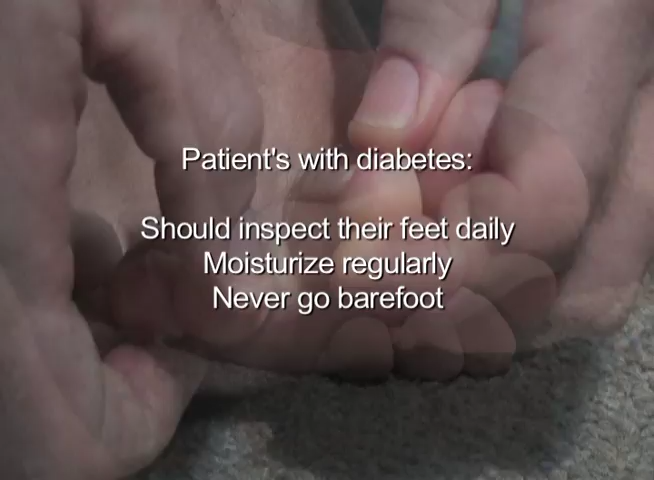 Patient's with diabetes:
Should inspect their feet daily
Moisturize regularly
Never go barefoot